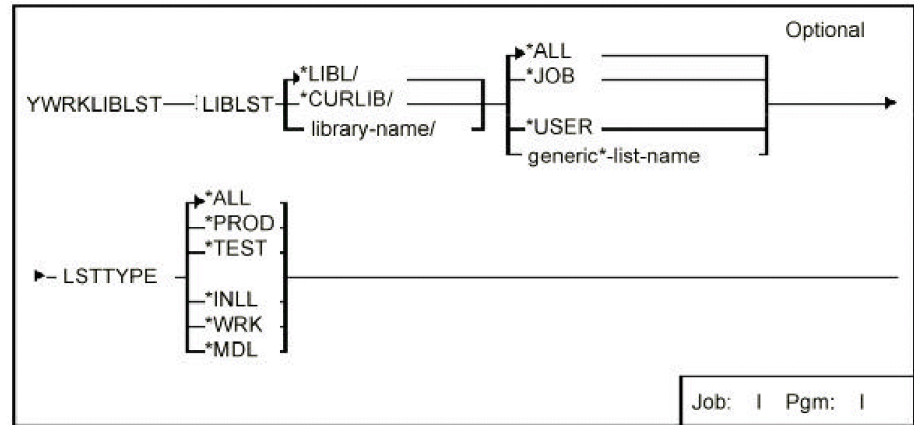 Optional
YWRKLIBLST LIBLST
*LIBL/
*CURLIB/
library-name/
*ALL
*JOB
*USER
generic*-list-name
LSTTYPE
*ALL
*PROD
*TEST
*INLL
*WRK
*MDL
Job: I Pgm: I